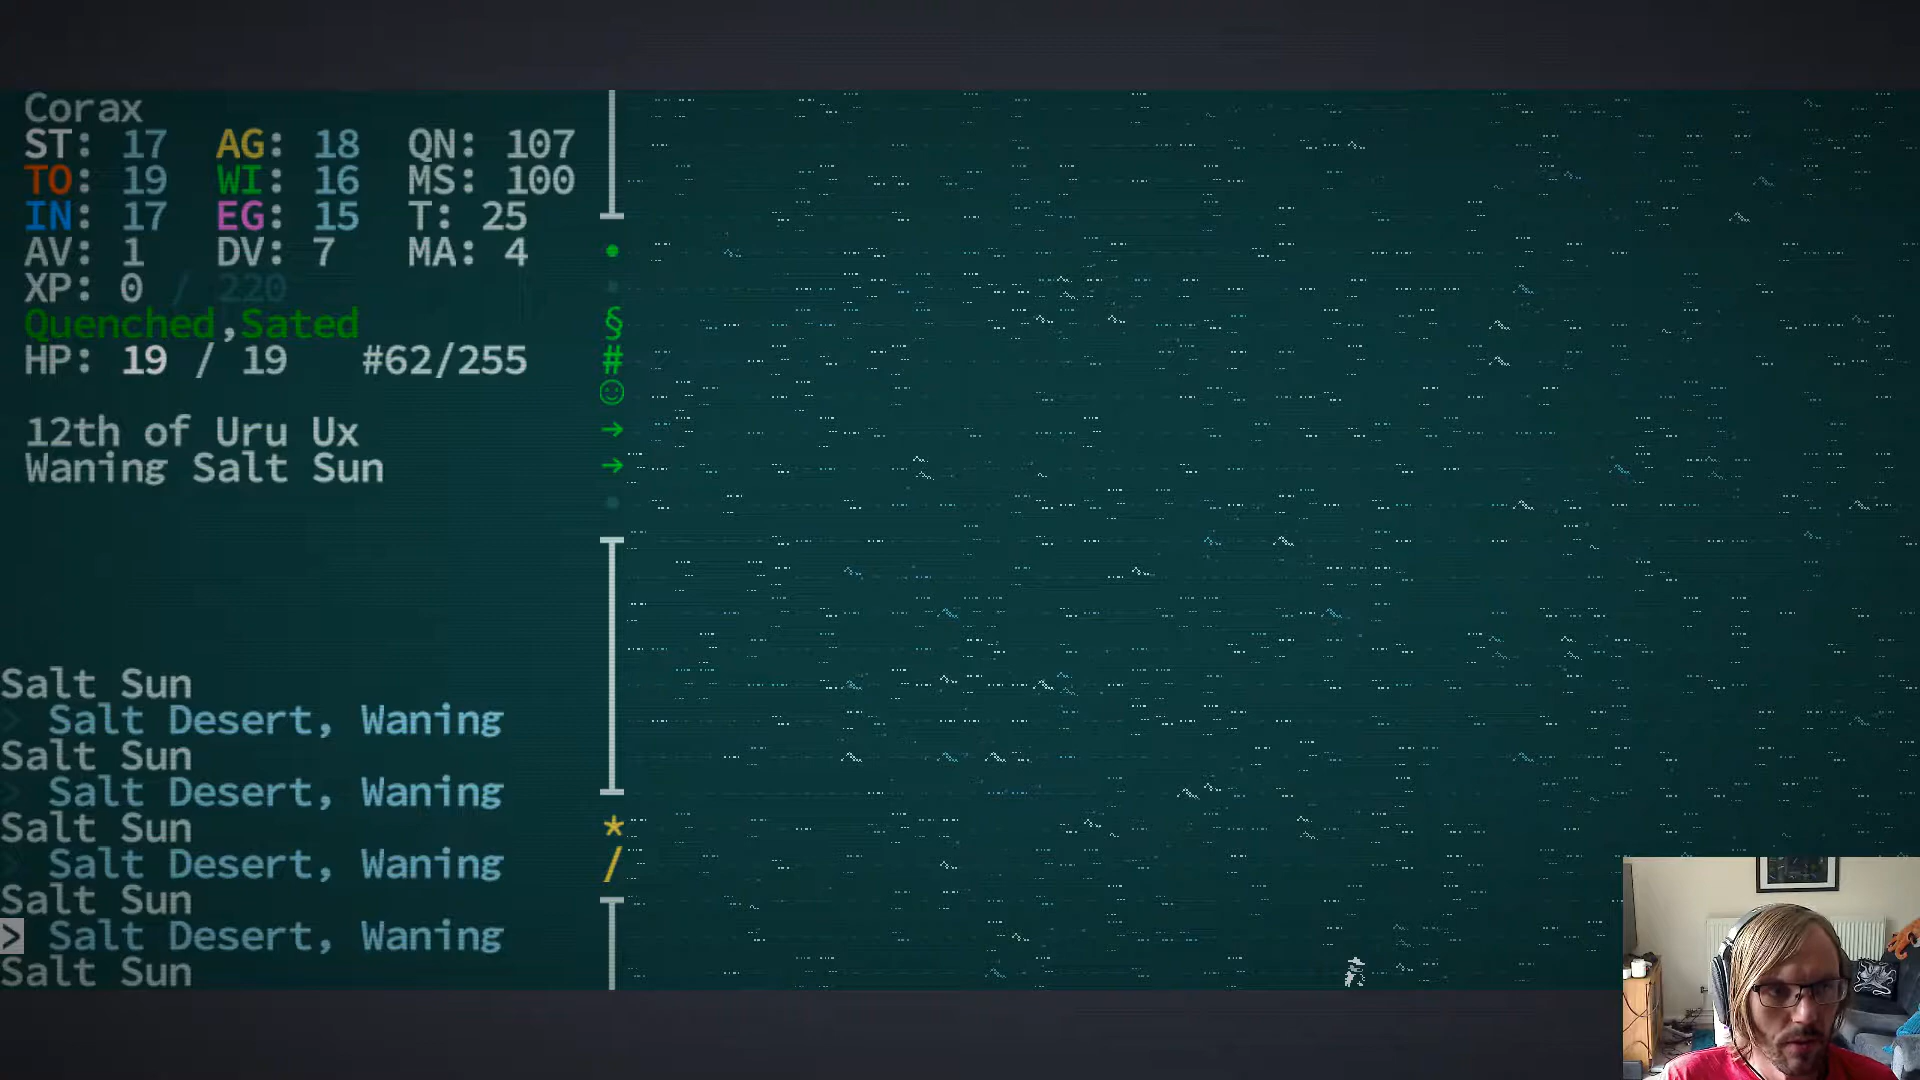 Corax
ST: 17 AG: 18 QN: 107
TO: 19 WI: 16 MS: 100
IN: 17 EG: 15 T: 25
AV: 1 DV: 7 MA: 4
XP: 0 / 220
Quenched,Sated
HP: 19 / 19 #62/255
12th of Uru Ux
Waning Salt Sun
Salt Sun
> Salt Desert, Waning
Salt Sun
> Salt Desert, Waning
Salt Sun
> Salt Desert, Waning
Salt Sun
> Salt Desert, Waning
Salt Sun